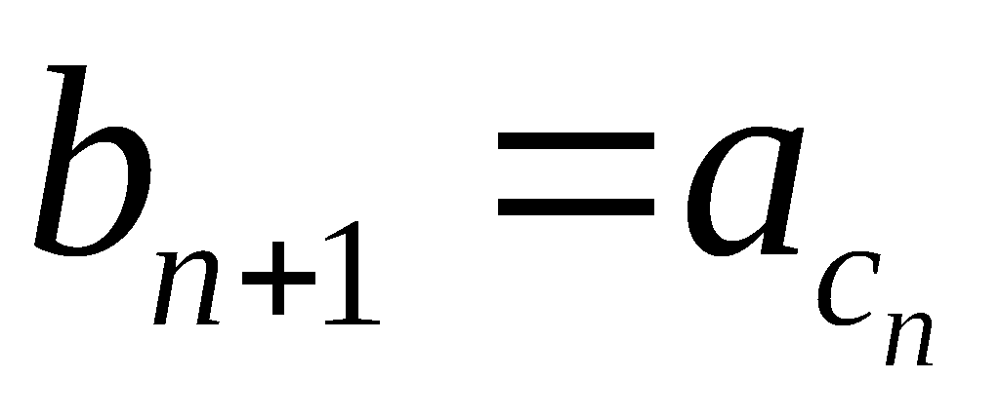 b_{n+1} = a_{c_n}